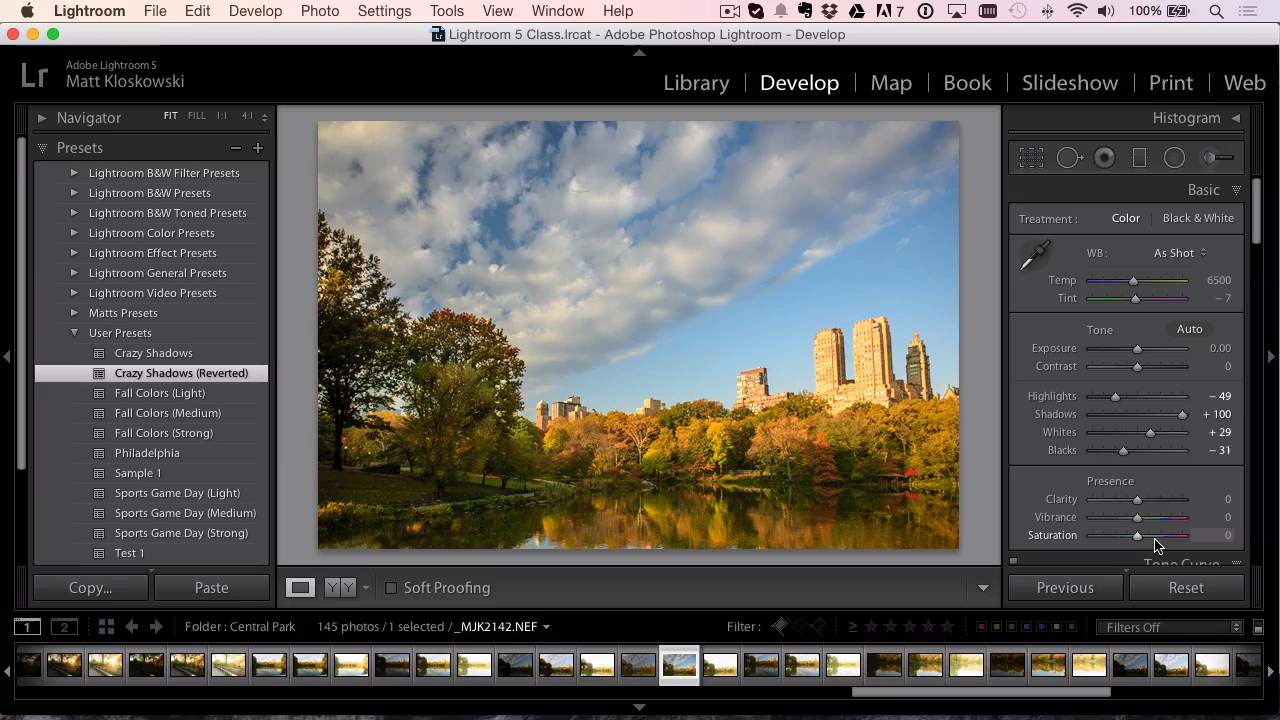 Lightroom File Edit Develop Photo Settings Tools View Window Help 7 100%
Lightroom 5 Class.lrcat - Adobe Photoshop Lightroom - Develop
Lr Adobe Lightroom 5
Matt Kloskowski
Library | Develop | Map | Book | Slideshow | Print | Web
Navigator FIT FILL 1:1 4:1
Histogram
Presets
Lightroom B&W Filter Presets
Lightroom B&W Presets
Lightroom B&W Toned Presets
Lightroom Color Presets
Lightroom Effect Presets
Lightroom General Presets
Lightroom Video Presets
Matts Presets
User Presets
Crazy Shadows
Crazy Shadows (Reverted)
Fall Colors (Light)
Fall Colors (Medium)
Fall Colors (Strong)
Philadelphia
Sample 1
Sports Game Day (Light)
Sports Game Day (Medium)
Sports Game Day (Strong)
Test 1
Copy... Paste
Basic
Treatment : Color | Black & White
WB: As Shot
Temp 6500
Tint – 7
Tone Auto
Exposure 0.00
Contrast 0
Highlights – 49
Shadows + 100
Whites + 29
Blacks – 31
Presence
Clarity 0
Vibrance 0
Saturation 0
Tone Curve
Previous Reset
YY Soft Proofing
1 2 Folder : Central Park 145 photos / 1 selected / _MJK2142.NEF Filter : ≥ Filters Off